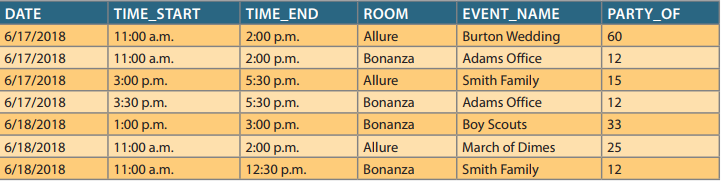 DATE TIME_START TIME_END ROOM EVENT_NAME PARTY_OF
6/17/2018 11:00 a.m. 2:00 p.m. Allure Burton Wedding 60
6/17/2018 11:00 a.m. 2:00 p.m. Bonanza Adams Office 12
6/17/2018 3:00 p.m. 5:30 p.m. Allure Smith Family 15
6/17/2018 3:30 p.m. 5:30 p.m. Bonanza Adams Office 12
6/18/2018 1:00 p.m. 3:00 p.m. Bonanza Boy Scouts 33
6/18/2018 11:00 a.m. 2:00 p.m. Allure March of Dimes 25
6/18/2018 11:00 a.m. 12:30 p.m. Bonanza Smith Family 12